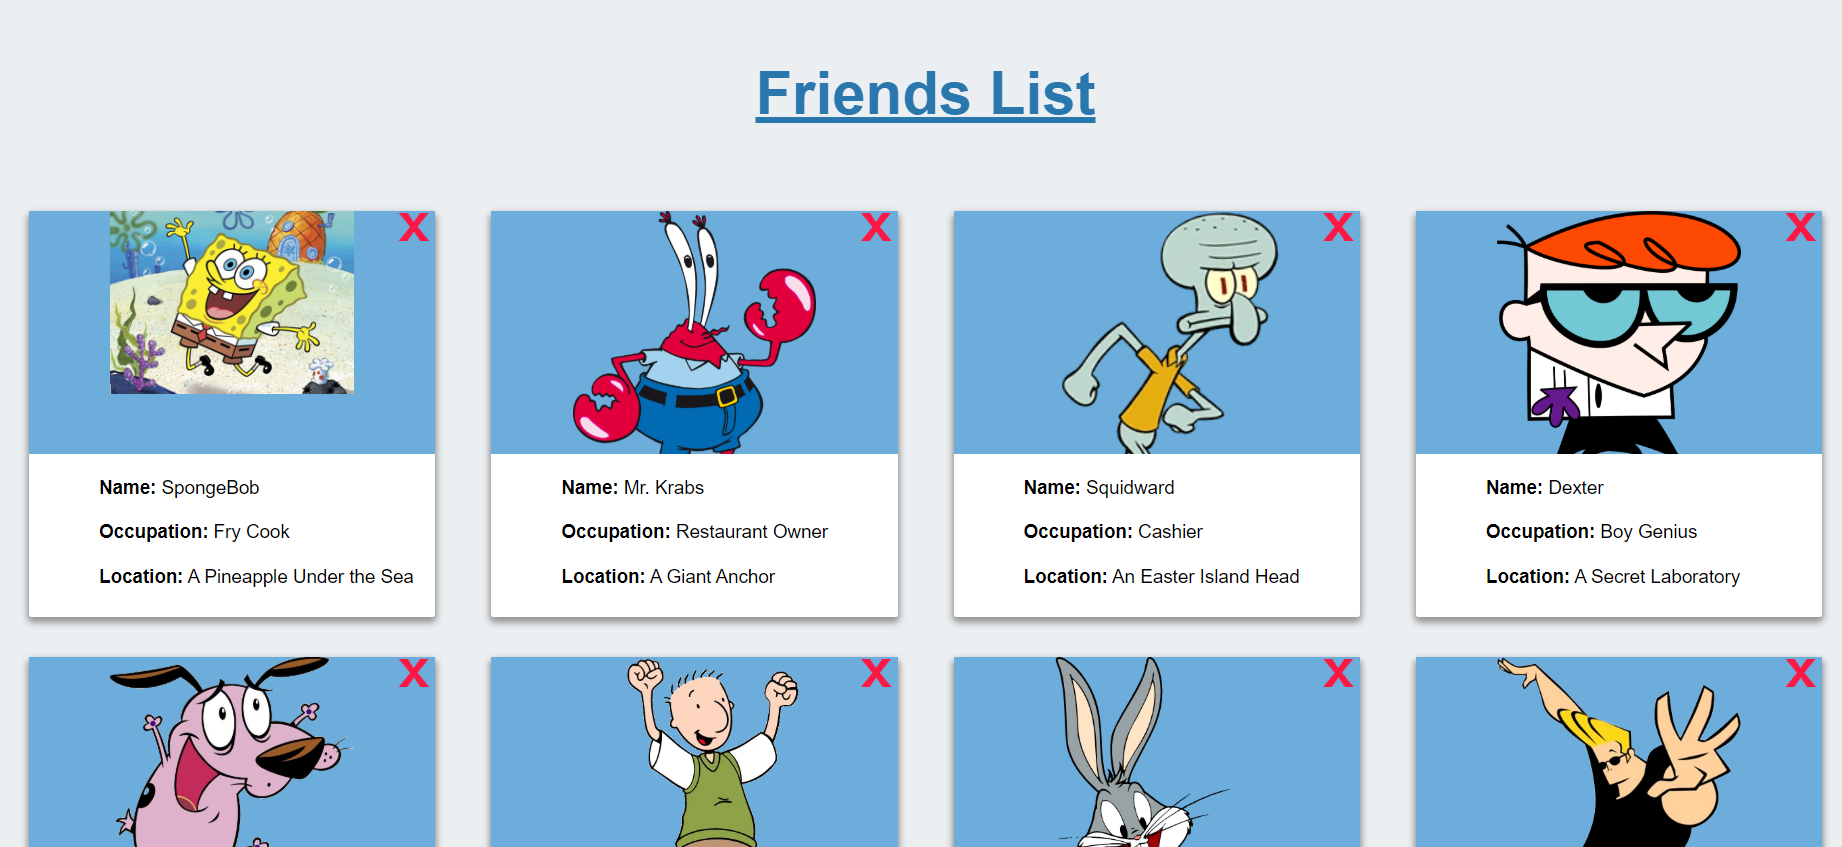 Friends List
X X X X
Name: SpongeBob
Occupation: Fry Cook
Location: A Pineapple Under the Sea
Name: Mr. Krabs
Occupation: Restaurant Owner
Location: A Giant Anchor
Name: Squidward
Occupation: Cashier
Location: An Easter Island Head
Name: Dexter
Occupation: Boy Genius
Location: A Secret Laboratory
X X X X